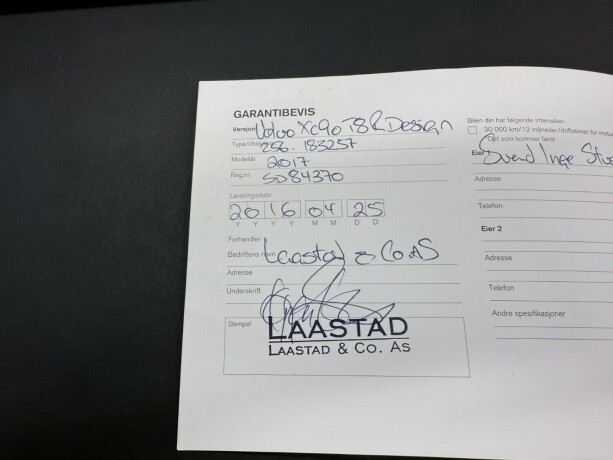 GARANTIBEVIS
Versjon Volvo XC90 T8 R Design
Type/chassi 256. 183257
Modellår 2017
Reg.nr. SD84370
Leveringsdato
2016 04 25
Y Y Y Y M M D D
Forhandler
Bedriftens navn Laastad & Co. AS
Adresse
Underskrift
Stempel
LAASTAD
LAASTAD & CO. AS
Bilen din har følgende intervaller:
30 000 km/12 måneder/driftstimer for
det som kommer først
Eier 1 Svend Inge
Adresse
Telefon
Eier 2
Adresse
Telefon
Andre spesifikasjoner